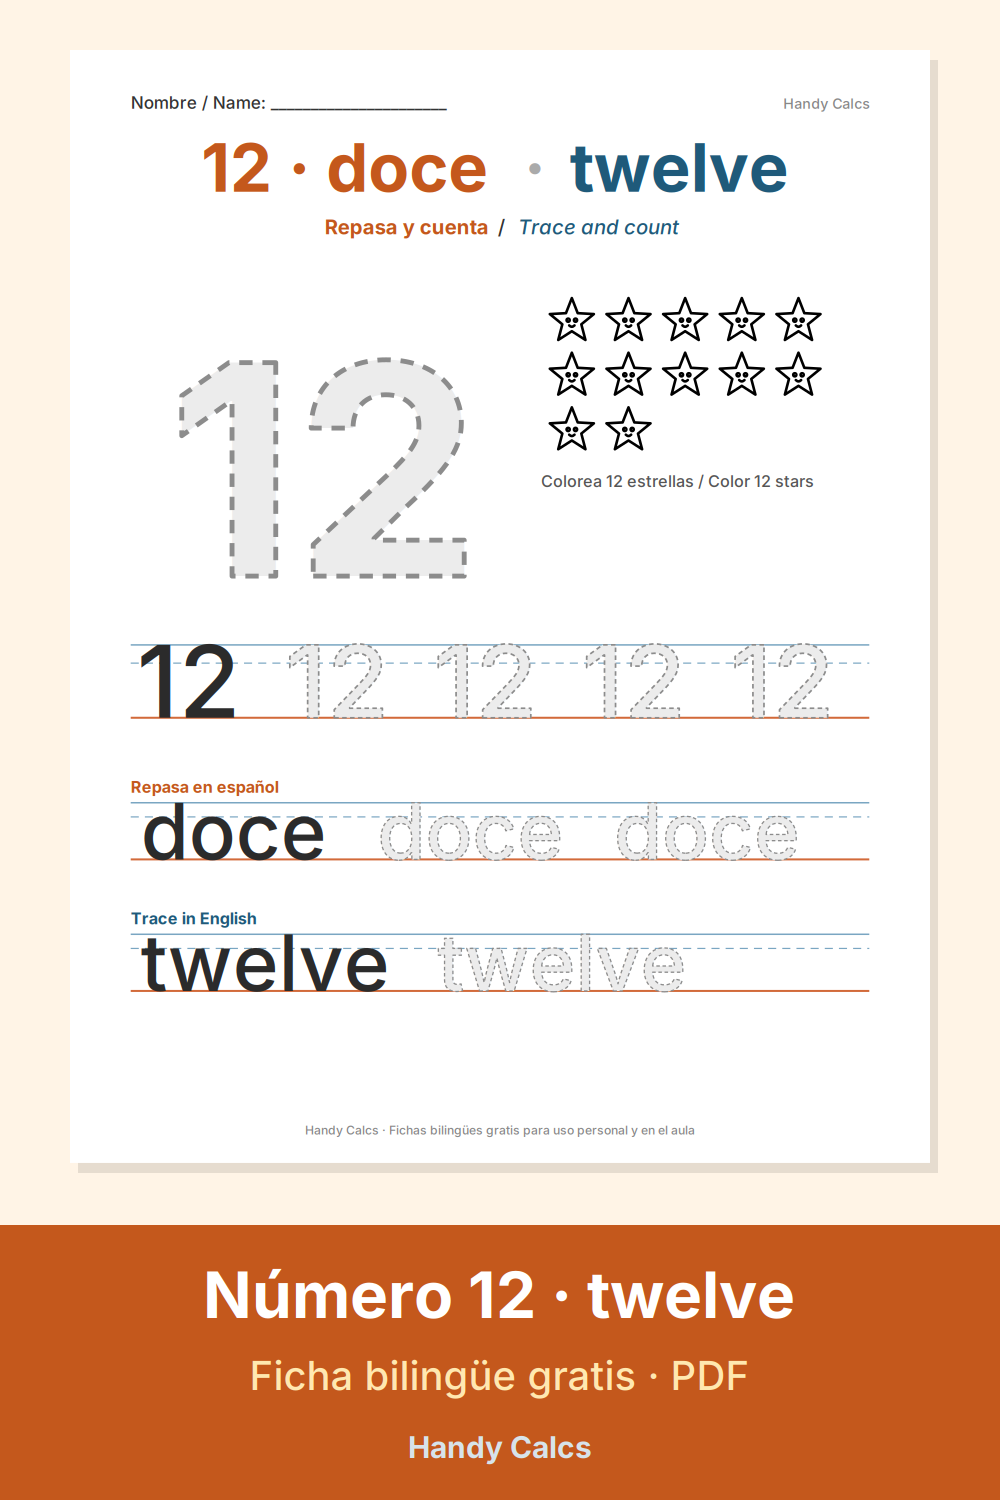 Nombre / Name: ____________________
Handy Calcs
12 · doce • twelve
Repasa y cuenta / Trace and count
12
Colorea 12 estrellas / Color 12 stars
12 12 12 12 12
Repasa en español
doce doce doce
Trace in English
twelve twelve
Handy Calcs · Fichas bilingües gratis para uso personal y en el aula
Número 12 · twelve
Ficha bilingüe gratis · PDF
Handy Calcs